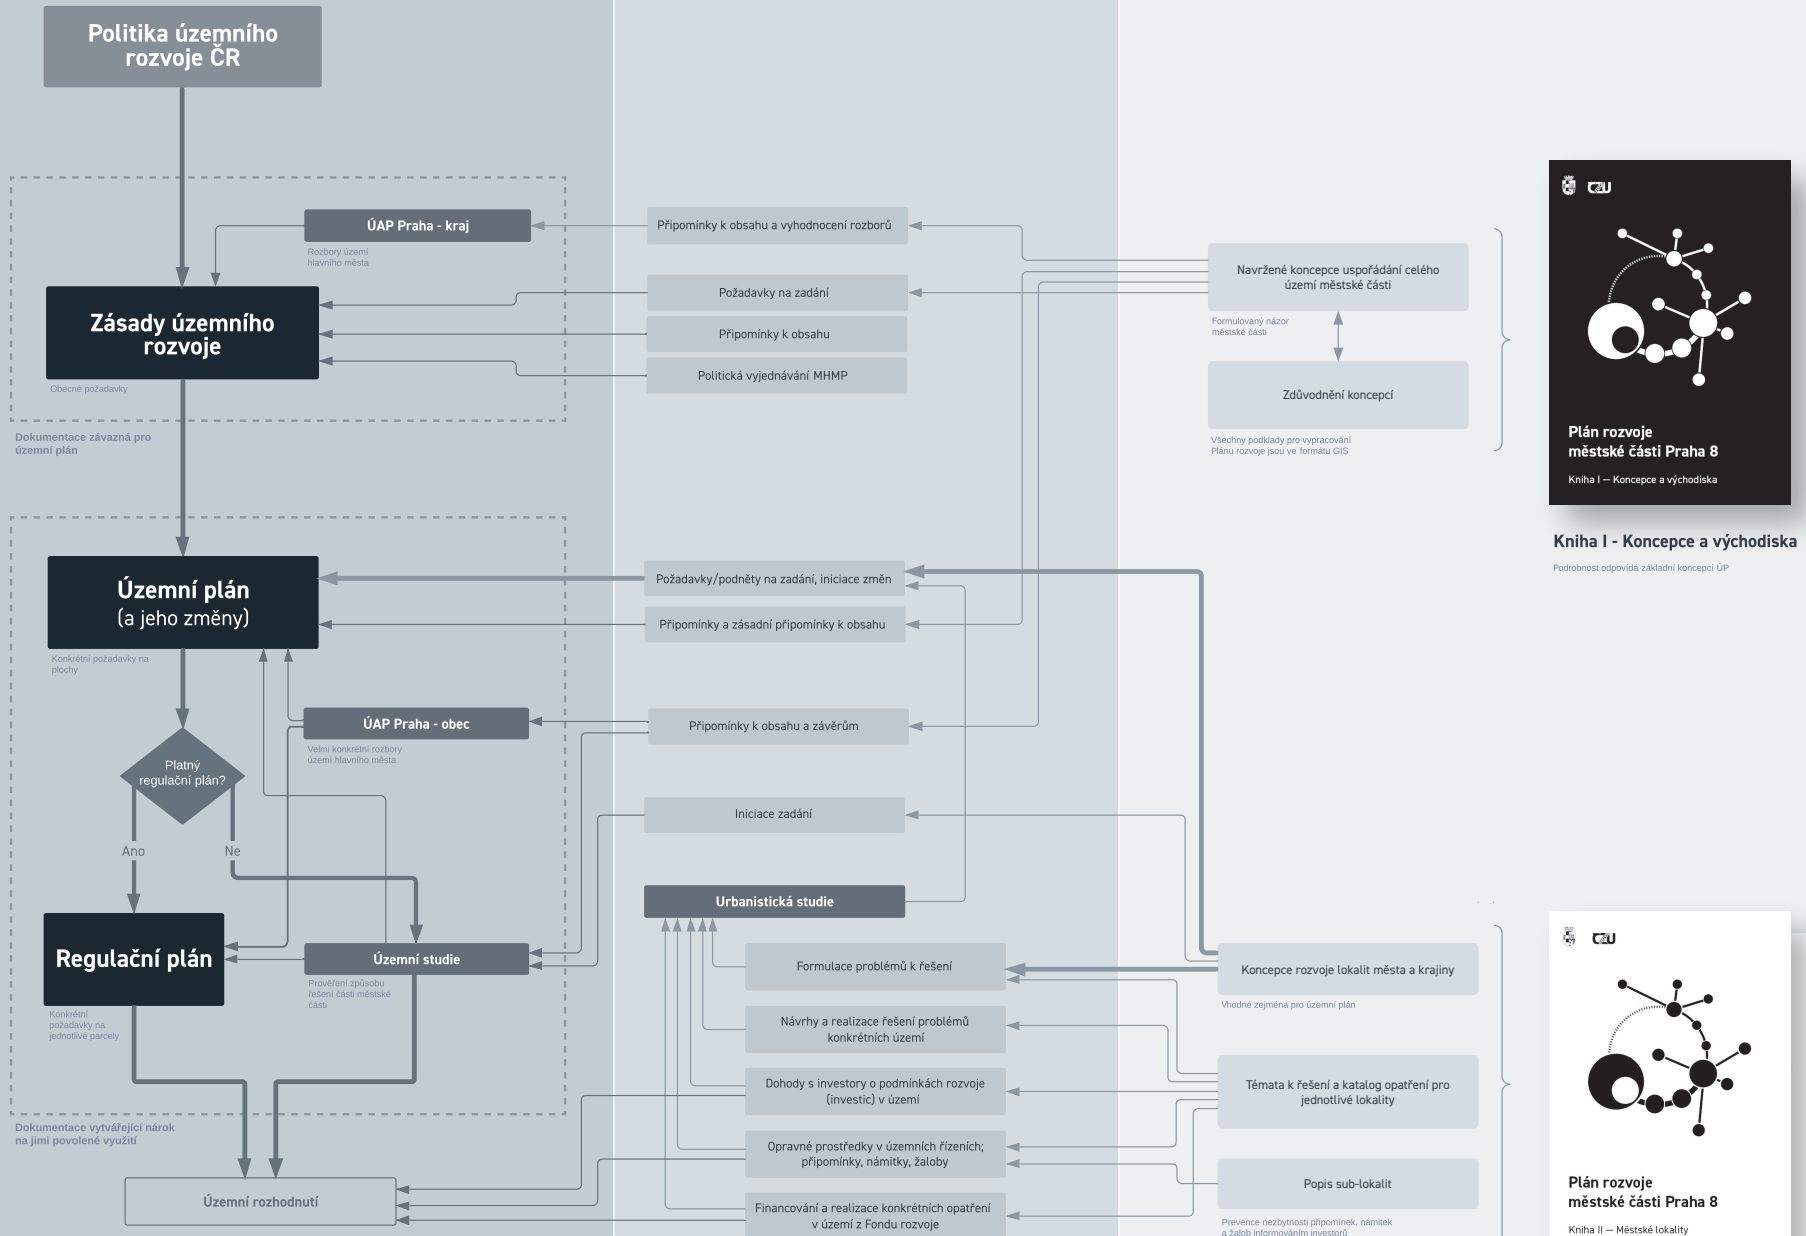 Politika územního
rozvoje ČR
ÚAP Praha - kraj
Rozbory území
hlavního města
Zásady územního
rozvoje
Obecné požadavky
Dokumentace závazná pro
územní plán
Územní plán
(a jeho změny)
Konkrétní požadavky na
plochy
ÚAP Praha - obec
Velmi konkrétní rozbory
území hlavního města
Platný
regulační plán?
Ano
Ne
Regulační plán
Konkrétní
požadavky na
jednotlivé parcely
Územní studie
Prověření způsobu
řešení části městské
části
Dokumentace vytvářející nárok
na jimi povolené využití
Územní rozhodnutí
Připomínky k obsahu a vyhodnocení rozborů
Požadavky na zadání
Připomínky k obsahu
Politická vyjednávání MHMP
Požadavky/podněty na zadání, iniciace změn
Připomínky a zásadní připomínky k obsahu
Připomínky k obsahu a závěrům
Iniciace zadání
Urbanistická studie
Formulace problémů k řešení
Návrhy a realizace řešení problémů
konkrétních území
Dohody s investory o podmínkách rozvoje
(investic) v území
Opravné prostředky v územních řízeních;
připomínky, námitky, žaloby
Financování a realizace konkrétních opatření
v území z Fondu rozvoje
Navržené koncepce uspořádání celého
území městské části
Formulovaný názor
městské části
Zdůvodnění koncepcí
Všechny podklady pro vypracování
Plánu rozvoje jsou ve formátu GIS
Koncepce rozvoje lokalit města a krajiny
Vhodné zejména pro územní plán
Témata k řešení a katalog opatření pro
jednotlivé lokality
Popis sub-lokalit
Prevence nezbytnosti připomínek, námitek
a žalob informováním investorů
CZU
Plán rozvoje
městské části Praha 8
Kniha I — Koncepce a východiska
Kniha I - Koncepce a východiska
Podrobnost odpovídá základní koncepci ÚP
CZU
Plán rozvoje
městské části Praha 8
Kniha II — Městské lokality